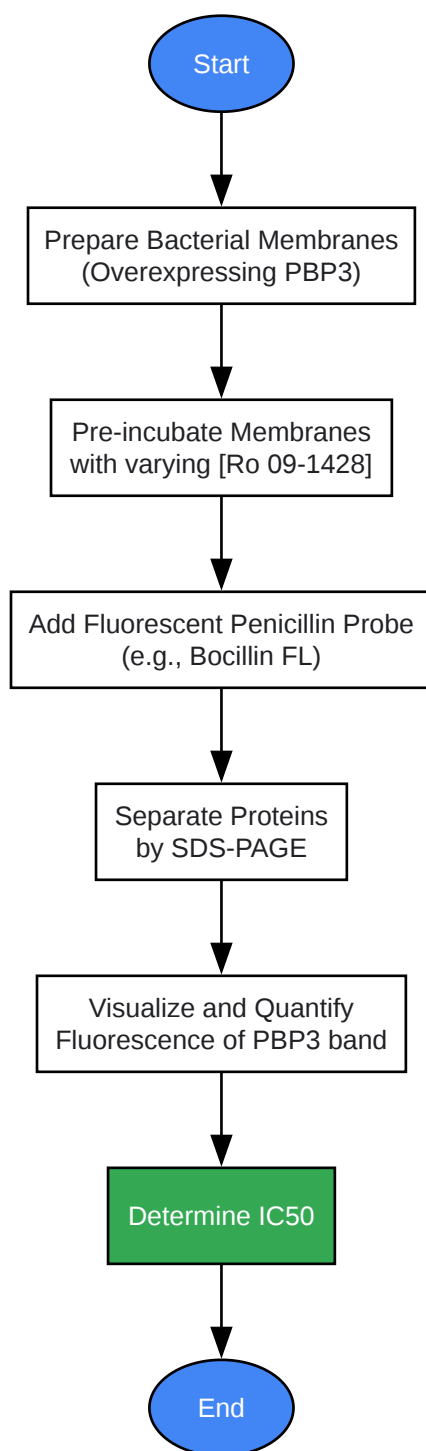 Start
Prepare Bacterial Membranes
(Overexpressing PBP3)
Pre-incubate Membranes
with varying [Ro 09-1428]
Add Fluorescent Penicillin Probe
(e.g., Bocillin FL)
Separate Proteins
by SDS-PAGE
Visualize and Quantify
Fluorescence of PBP3 band
Determine IC50
End